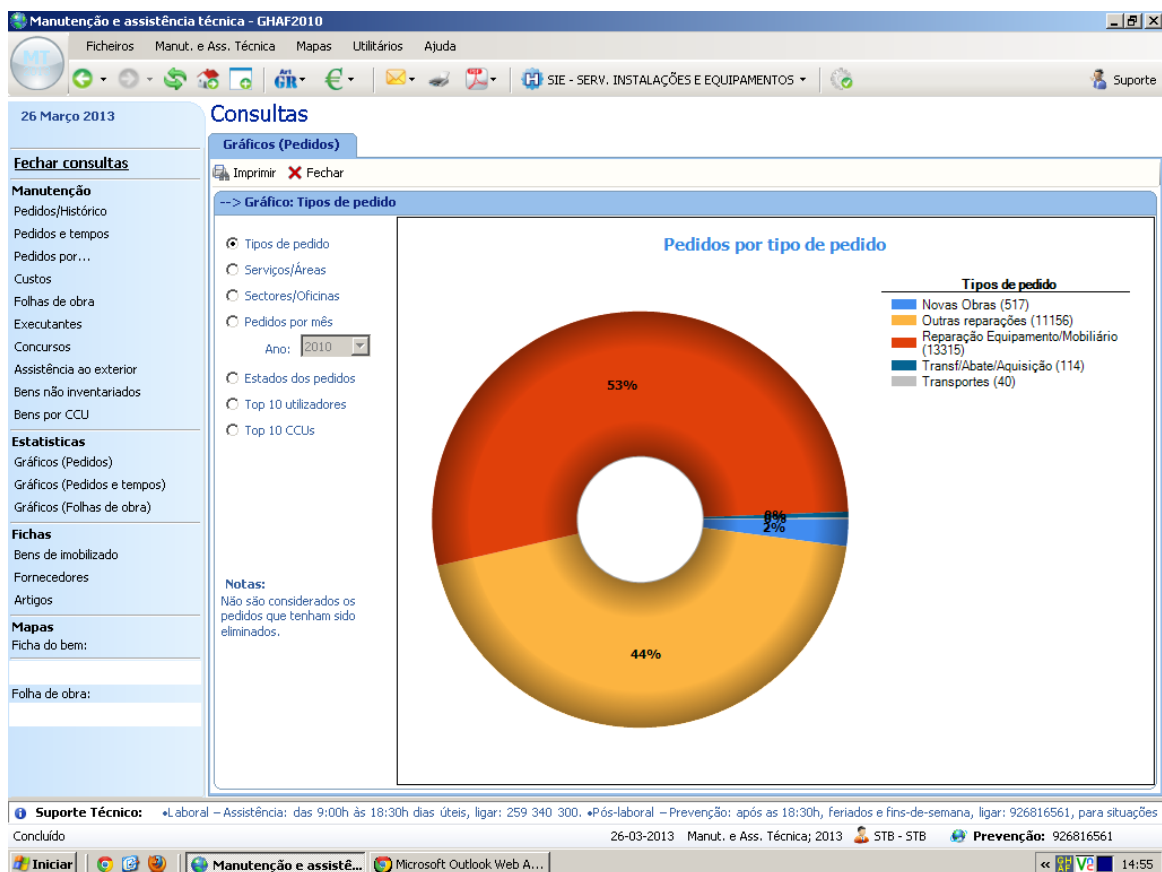 Manutenção e assistência técnica - GHAF2010
MT
Ficheiros Manut. e Ass. Técnica Mapas Utilitários Ajuda
Art GR € SIE - SERV. INSTALAÇÕES E EQUIPAMENTOS Suporte
26 Março 2013
Fechar consultas
Manutenção
Pedidos/Histórico
Pedidos e tempos
Pedidos por...
Custos
Folhas de obra
Executantes
Concursos
Assistência ao exterior
Bens não inventariados
Bens por CCU
Estatisticas
Gráficos (Pedidos)
Gráficos (Pedidos e tempos)
Gráficos (Folhas de obra)
Fichas
Bens de imobilizado
Fornecedores
Artigos
Mapas
Ficha do bem:
Folha de obra:
Consultas
Gráficos (Pedidos)
Imprimir Fechar
--> Gráfico: Tipos de pedido
Tipos de pedido
Serviços/Áreas
Sectores/Oficinas
Pedidos por mês
Ano: 2010
Estados dos pedidos
Top 10 utilizadores
Top 10 CCUs
Notas:
Não são considerados os
pedidos que tenham sido
eliminados.
Pedidos por tipo de pedido
Tipos de pedido
Novas Obras (517)
Outras reparações (11156)
Reparação Equipamento/Mobiliário
(13315)
Transf/Abate/Aquisição (114)
Transportes (40)
53%
2%
44%
Suporte Técnico: •Laboral – Assistência: das 9:00h às 18:30h dias úteis, ligar: 259 340 300. •Pós-laboral – Prevenção: após as 18:30h, feriados e fins-de-semana, ligar: 926816561, para situações
Concluído 26-03-2013 Manut. e Ass. Técnica; 2013 STB - STB Prevenção: 926816561
Iniciar Manutenção e assistê... Microsoft Outlook Web A... « 14:55